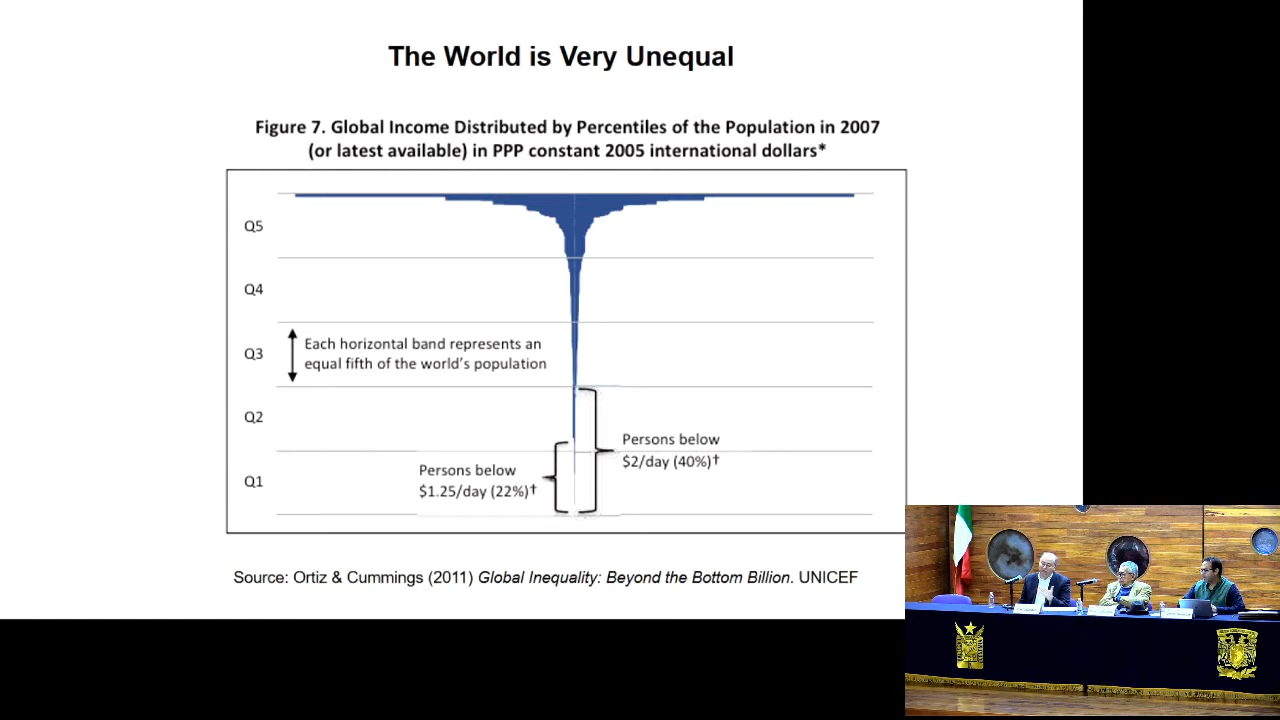 The World is Very Unequal
Figure 7. Global Income Distributed by Percentiles of the Population in 2007
(or latest available) in PPP constant 2005 international dollars*
Q5
Q4
Q3
Each horizontal band represents an
equal fifth of the world's population
Q2
Persons below
$2/day (40%)†
Q1
Persons below
$1.25/day (22%)†
Source: Ortiz & Cummings (2011) Global Inequality: Beyond the Bottom Billion. UNICEF